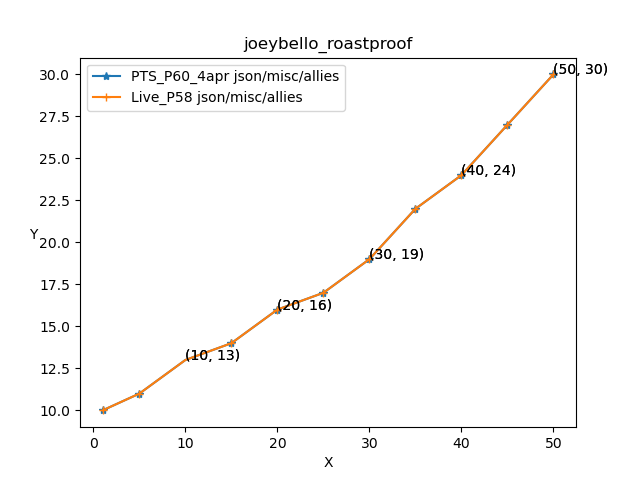 joeybello_roastproof
PTS_P60_4apr json/misc/allies
Live_P58 json/misc/allies
30.0
27.5
25.0
22.5
20.0
17.5
15.0
12.5
10.0
Y
(50, 30)
(40, 24)
(30, 19)
(20, 16)
(10, 13)
0 10 20 30 40 50
X